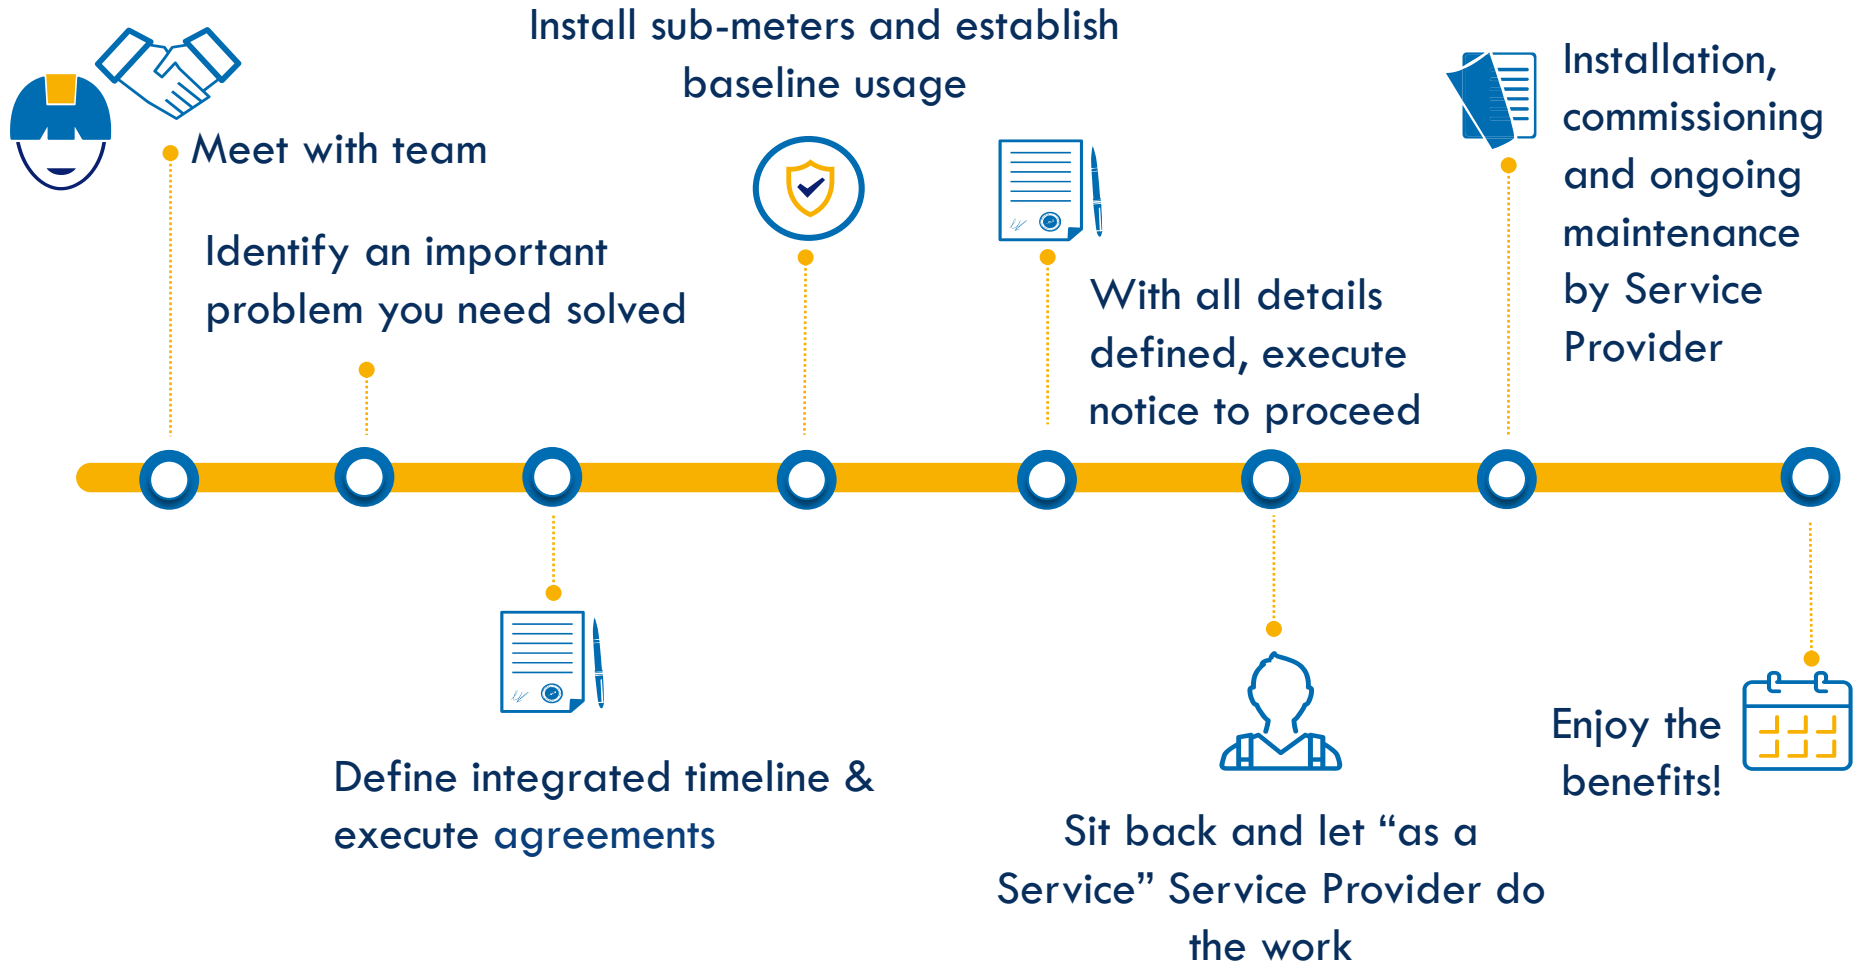 Meet with team
Identify an important
problem you need solved
Define integrated timeline &
execute agreements
Install sub-meters and establish
baseline usage
With all details
defined, execute
notice to proceed
Sit back and let “as a
Service” Service Provider do
the work
Installation,
commissioning
and ongoing
maintenance
by Service
Provider
Enjoy the
benefits!